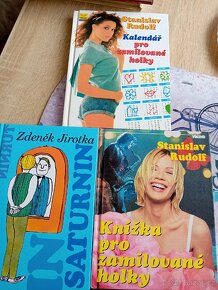 Stanislav Rudolf
Kalendář
pro
zamilované
holky
Zdeněk Jirotka
SATURNIN
Stanislav
Rudolf
Knížka
pro
zamilované
holky